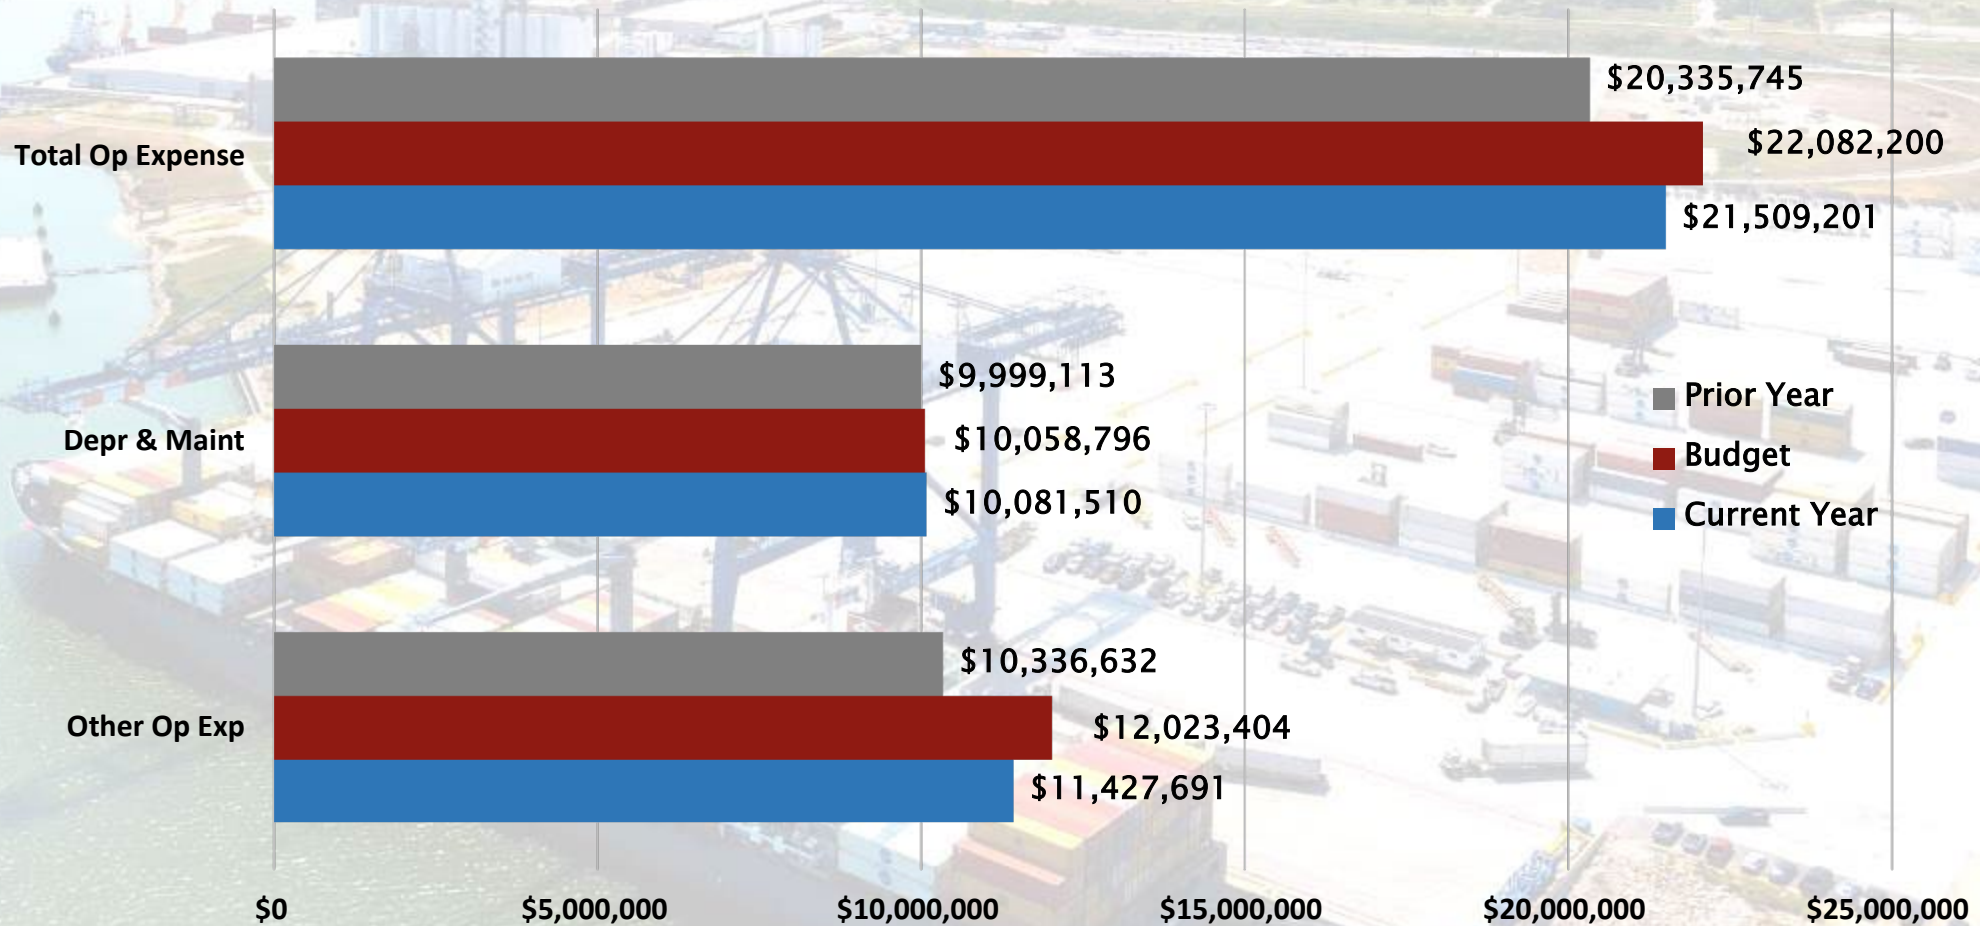 $20,335,745
$22,082,200
Total Op Expense
$21,509,201
$9,999,113
Prior Year
$10,058,796
Depr & Maint
Budget
$10,081,510
Current Year
$10,336,632
$12,023,404
Other Op Exp
$11,427,691
$0 $5,000,000 $10,000,000 $15,000,000 $20,000,000 $25,000,000